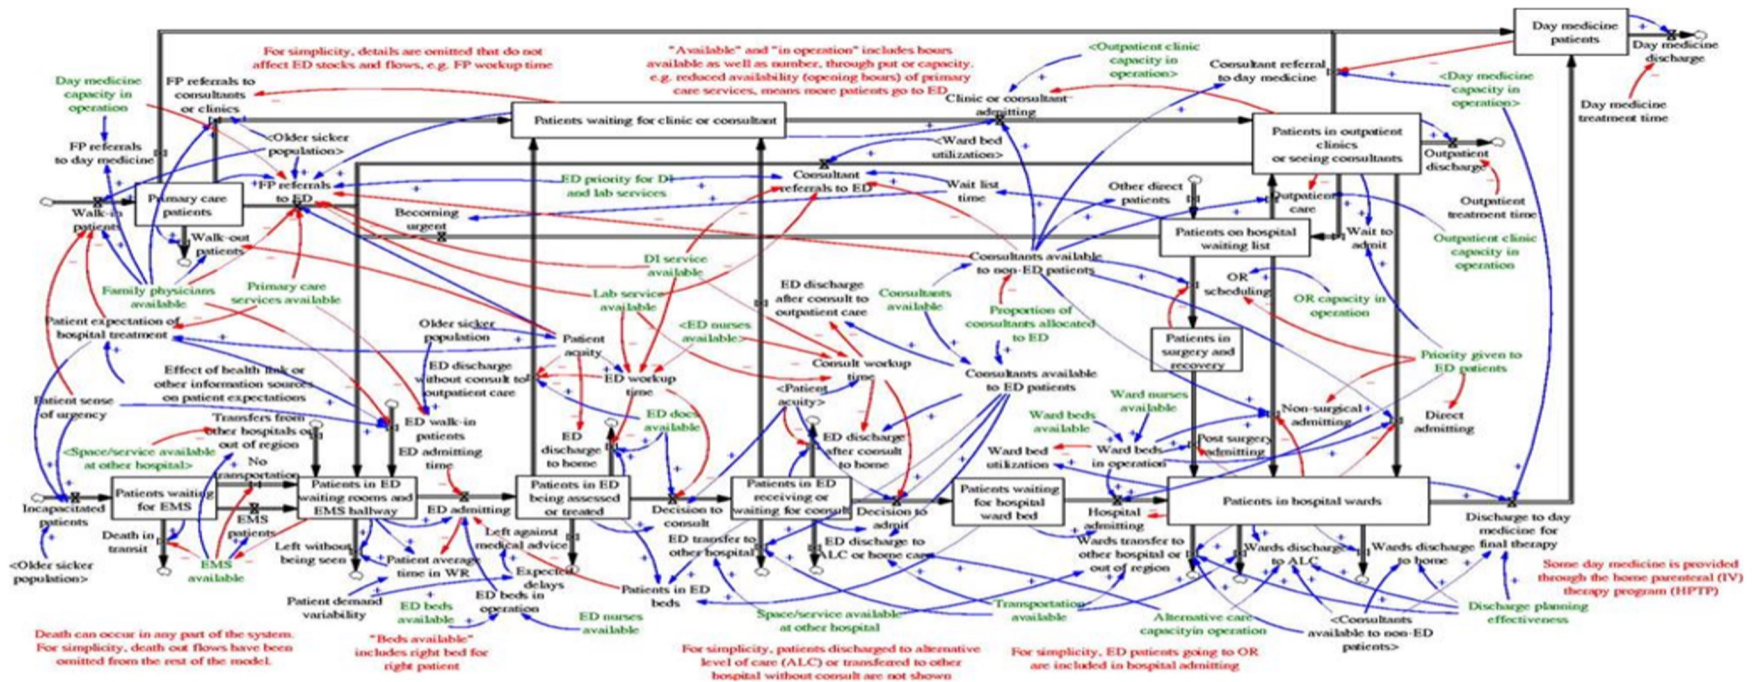 For simplicity, details are omitted that do not
affect ED stocks and flows, e.g. FP workup time
"Available" and "in operation" includes hours
available as well as number, through put or capacity.
e.g. reduced availability (opening hours) of primary
care services, means more patients go to ED
<Outpatient clinic
capacity in
operation>
Consultant referral
to day medicine
Day medicine
patients
Day medicine
discharge
<Day medicine
capacity in
operation>
Day medicine
treatment time
Day medicine
capacity in
operation
FP referrals to
consultants
or clinics
FP referrals
to day medicine
<Older sicker
population>
Patients waiting for clinic or consultant
Clinic or consultant
admitting
<Ward bed
utilization>
Patients in outpatient
clinics
or seeing consultants
Outpatient
discharge
Outpatient
treatment time
Outpatient clinic
capacity in
operation
Walk-in
patients
Primary care
patients
Walk-out
patients
FP referrals
to ED
ED priority for DI
and lab services
Consultant
referrals to ED
Wait list
time
Other direct
patients
Outpatient
care
Wait to
admit
Becoming
urgent
Patients on hospital
waiting list
Consultants available
to non-ED patients
DI service
available
Lab service
available
ED discharge
after consult to
outpatient care
Consultants
available
Proportion of
consultants allocated
to ED
OR
scheduling
OR capacity in
operation
Family physicians
available
Primary care
services available
Patient expectation of
hospital treatment
Older sicker
population
Patient
acuity
<ED nurses
available>
Consult workup
time
Consultants available
to ED patients
Patients in
surgery and
recovery
Priority given to
ED patients
Effect of health link or
other information sources
on patient expectations
ED discharge
without consult to
outpatient care
ED workup
time
<Patient
acuity>
Patient sense
of urgency
Transfers from
other hospitals or
out of region
ED walk-in
patients
ED admitting
time
ED
discharge
to home
ED docs
available
ED discharge
after consult
to home
Ward beds
available
Ward nurses
available
Non-surgical
admitting
Direct
admitting
<Space/service available
at other hospital>
No
transportation
Ward bed
utilization
Ward beds
in operation
Post surgery
admitting
Incapacitated
patients
Patients waiting
for EMS
EMS
patients
Patients in ED
waiting rooms and
EMS hallway
ED admitting
Patients in ED
being assessed
or treated
Decision to
consult
Patients in ED
receiving or
waiting for consult
Decision to
admit
Patients waiting
for hospital
ward bed
Hospital
admitting
Patients in hospital wards
Discharge to day
medicine for
final therapy
Death in
transit
<Older sicker
population>
EMS
available
Left without
being seen
Patient average
time in WR
Left against
medical advice
Expected
delays
Patient demand
variability
ED beds
available
ED beds in
operation
ED nurses
available
Patients in ED
beds
ED transfer to
other hospital
ED discharge to
ALC or home care
Wards transfer to
other hospital or
out of region
Wards discharge
to ALC
Wards discharge
to home
Space/service available
at other hospital
Transportation
available
Alternative care
capacityin operation
<Consultants
available to non-ED
patients>
Discharge planning
effectiveness
Some day medicine is provided
through the home parenteral (IV)
therapy program (HPTP)
Death can occur in any part of the system.
For simplicity, death out flows have been
omitted from the rest of the model.
"Beds available"
includes right bed for
right patient
For simplicity, patients discharged to alternative
level of care (ALC) or transferred to other
hospital without consult are not shown
For simplicity, ED patients going to OR
are included in hospital admitting